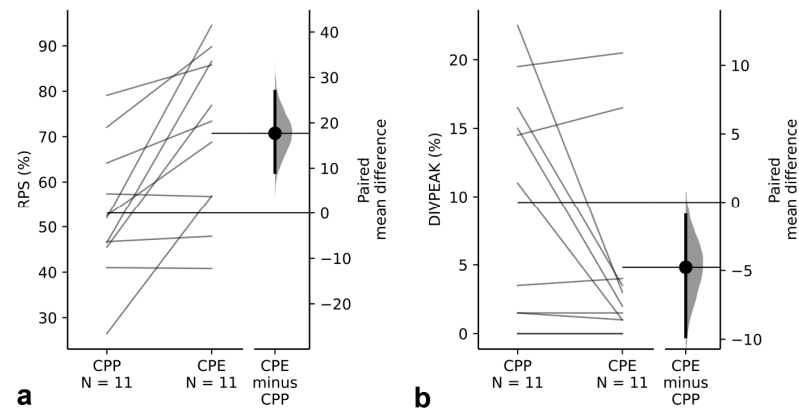 90
80
70
60
50
40
30
RPS (%)
40
30
20
10
0
−10
−20
Paired
mean difference
CPP
N = 11
CPE
N = 11
CPE
minus
CPP
a
20
15
10
5
0
DIVPEAK (%)
10
5
0
−5
−10
Paired
mean difference
CPP
N = 11
CPE
N = 11
CPE
minus
CPP
b